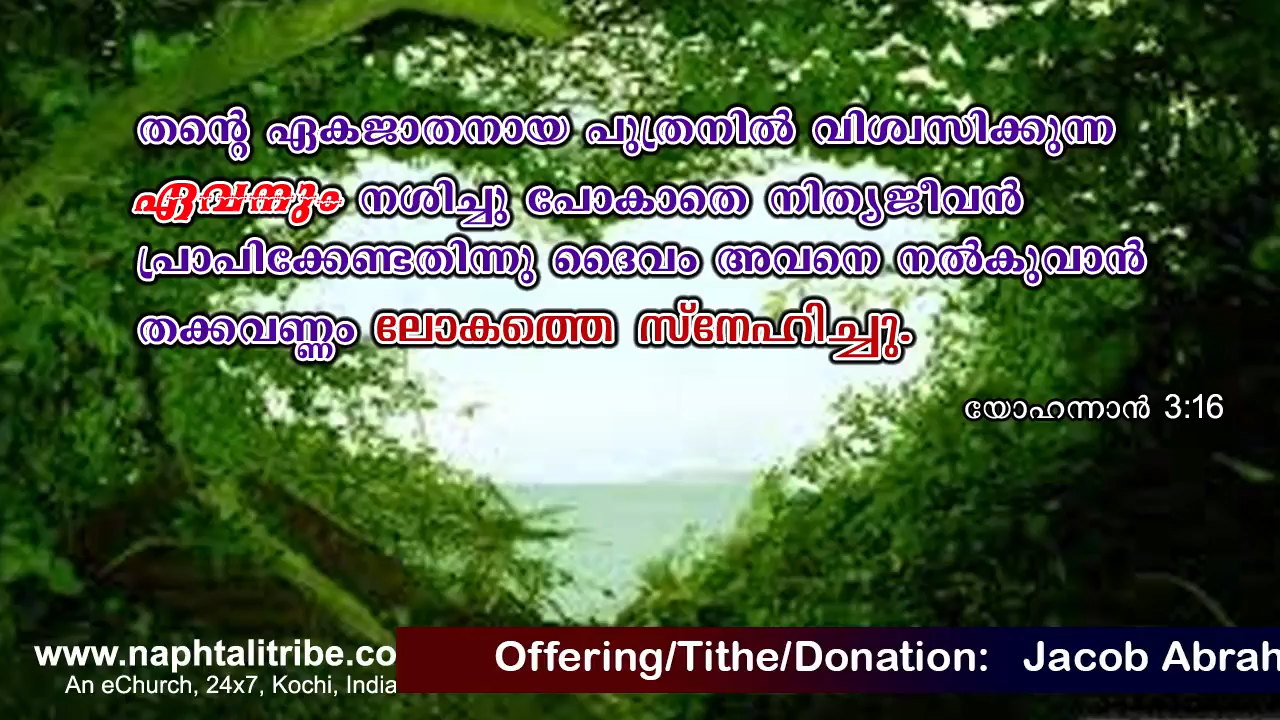 തന്റെ ഏകജാതനായ പുത്രനിൽ വിശ്വസിക്കുന്ന
ഏവനും നശിച്ചു പോകാതെ നിത്യജീവൻ
പ്രാപിക്കേണ്ടതിന്നു ദൈവം അവനെ നൽകുവാൻ
തക്കവണ്ണം ലോകത്തെ സ്നേഹിച്ചു.
യോഹന്നാൻ 3:16
www.naphtalitribe.co
An eChurch, 24x7, Kochi, India
Offering/Tithe/Donation: Jacob Abrah